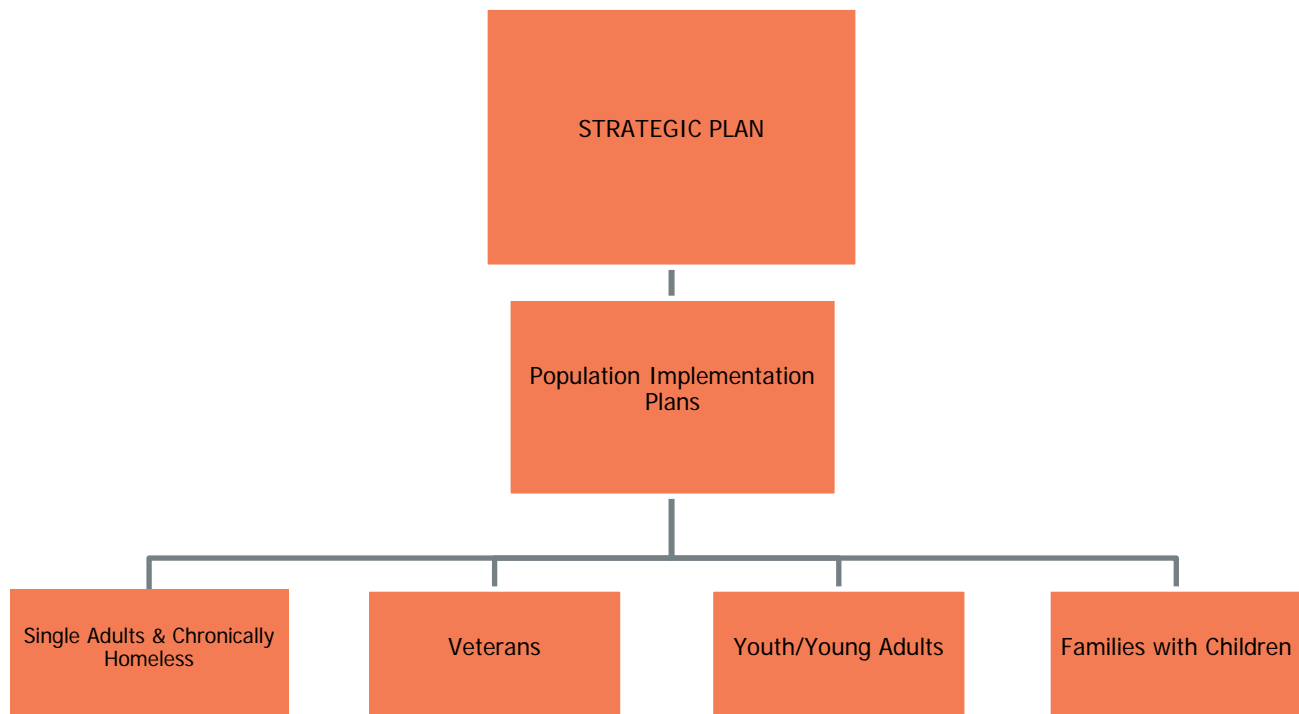 STRATEGIC PLAN
Population Implementation
Plans
Single Adults & Chronically
Homeless
Veterans
Youth/Young Adults
Families with Children